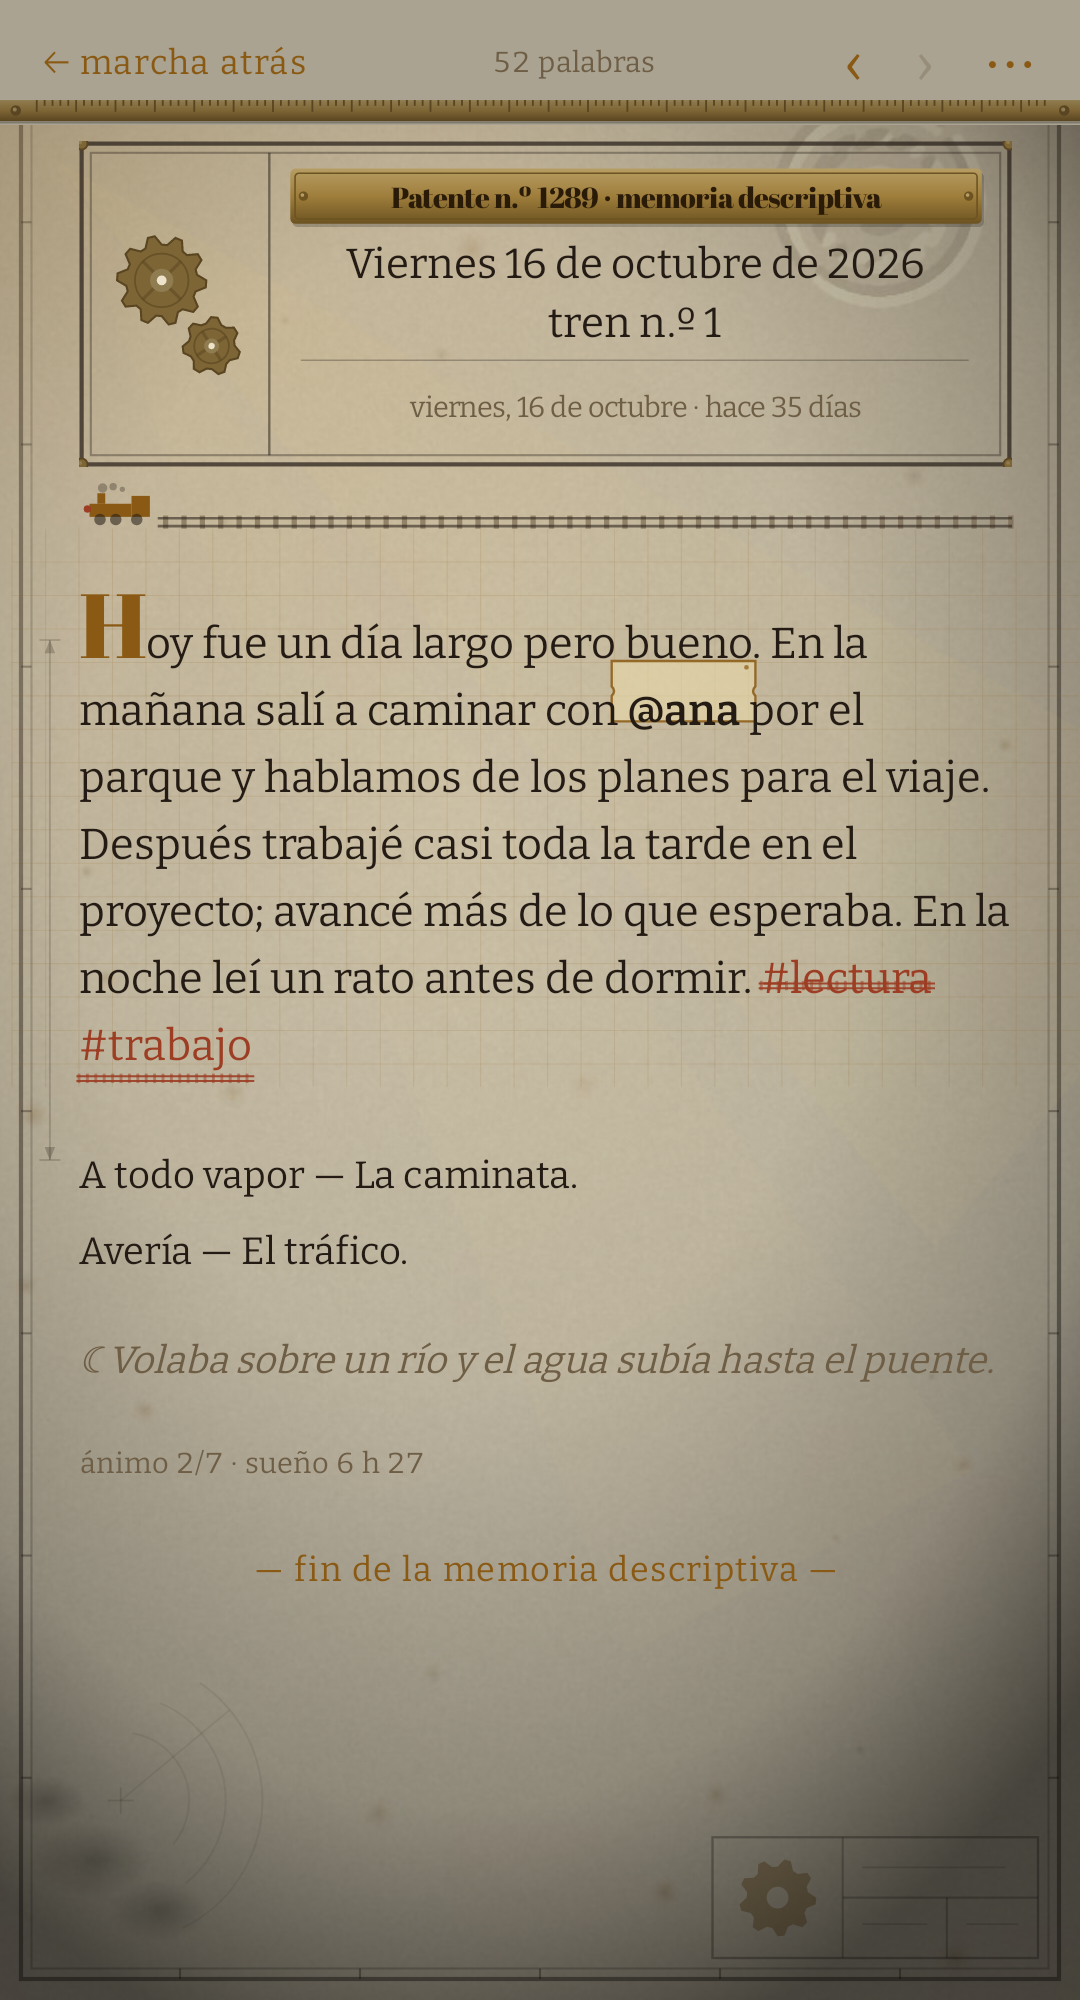 ← marcha atrás
52 palabras
Patente n.º 1289 · memoria descriptiva
Viernes 16 de octubre de 2026
tren n.º 1
viernes, 16 de octubre · hace 35 días
Hoy fue un día largo pero bueno. En la
mañana salí a caminar con @ana por el
parque y hablamos de los planes para el viaje.
Después trabajé casi toda la tarde en el
proyecto; avancé más de lo que esperaba. En la
noche leí un rato antes de dormir. #lectura
#trabajo
A todo vapor — La caminata.
Avería — El tráfico.
☾ Volaba sobre un río y el agua subía hasta el puente.
ánimo 2/7 · sueño 6 h 27
— fin de la memoria descriptiva —